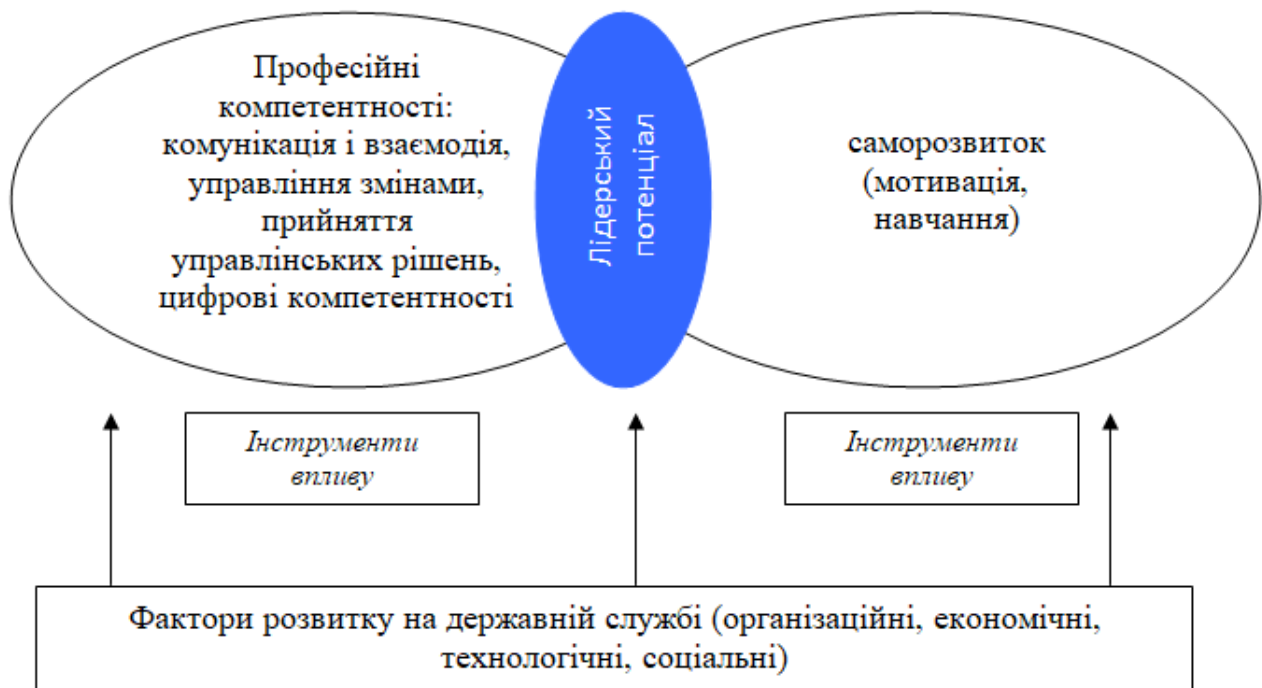 Професійні
компетентності:
комунікація і взаємодія,
управління змінами,
прийняття
управлінських рішень,
цифрові компетентності
Лідерський
потенціал
саморозвиток
(мотивація,
навчання)
Інструменти
впливу
Інструменти
впливу
Фактори розвитку на державній службі (організаційні, економічні,
технологічні, соціальні)